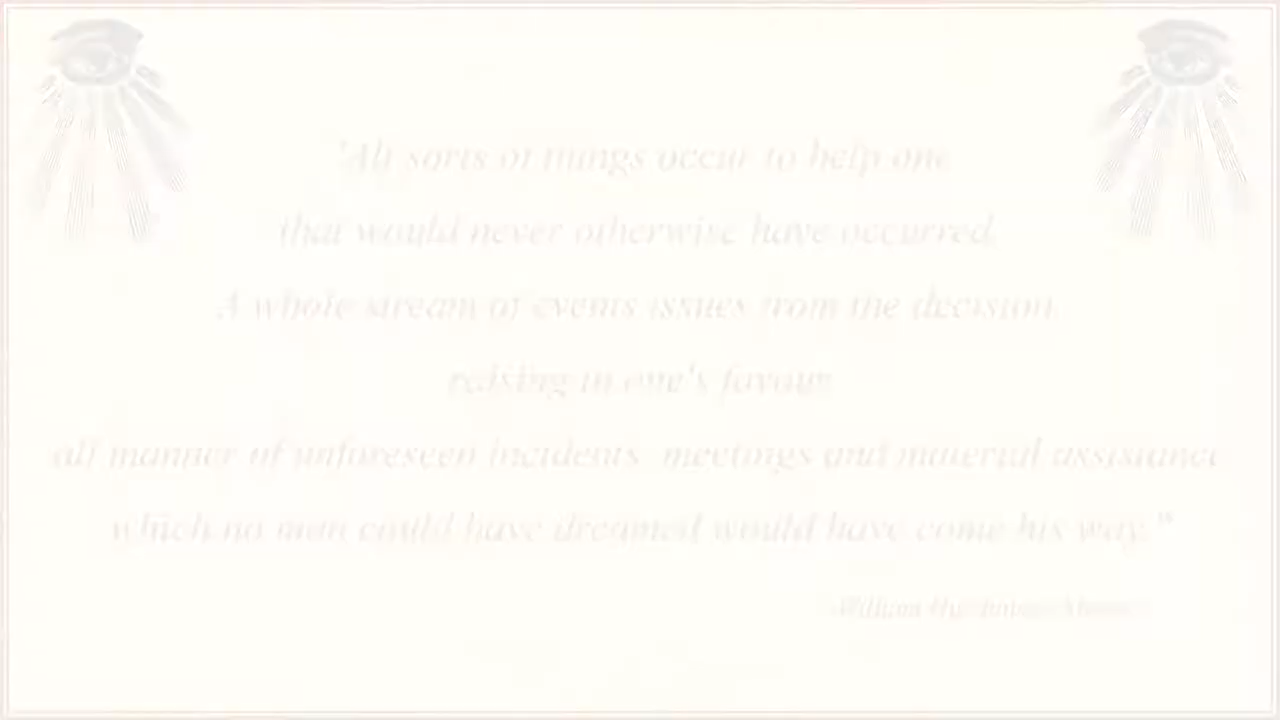 "All sorts of things occur to help one
that would never otherwise have occurred.
A whole stream of events issues from the decision,
raising in one's favour
all manner of unforeseen incidents, meetings and material assistance
which no man could have dreamed would have come his way."
William